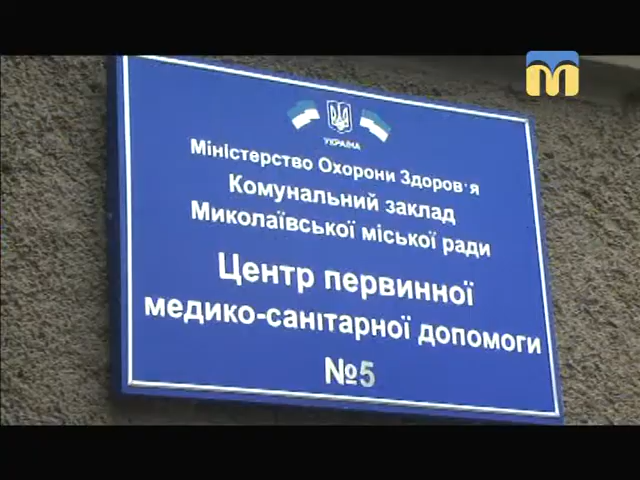 УКРАЇНА
Міністерство Охорони Здоров'я
Комунальний заклад
Миколаївської міської ради
Центр первинної
медико-санітарної допомоги
№5